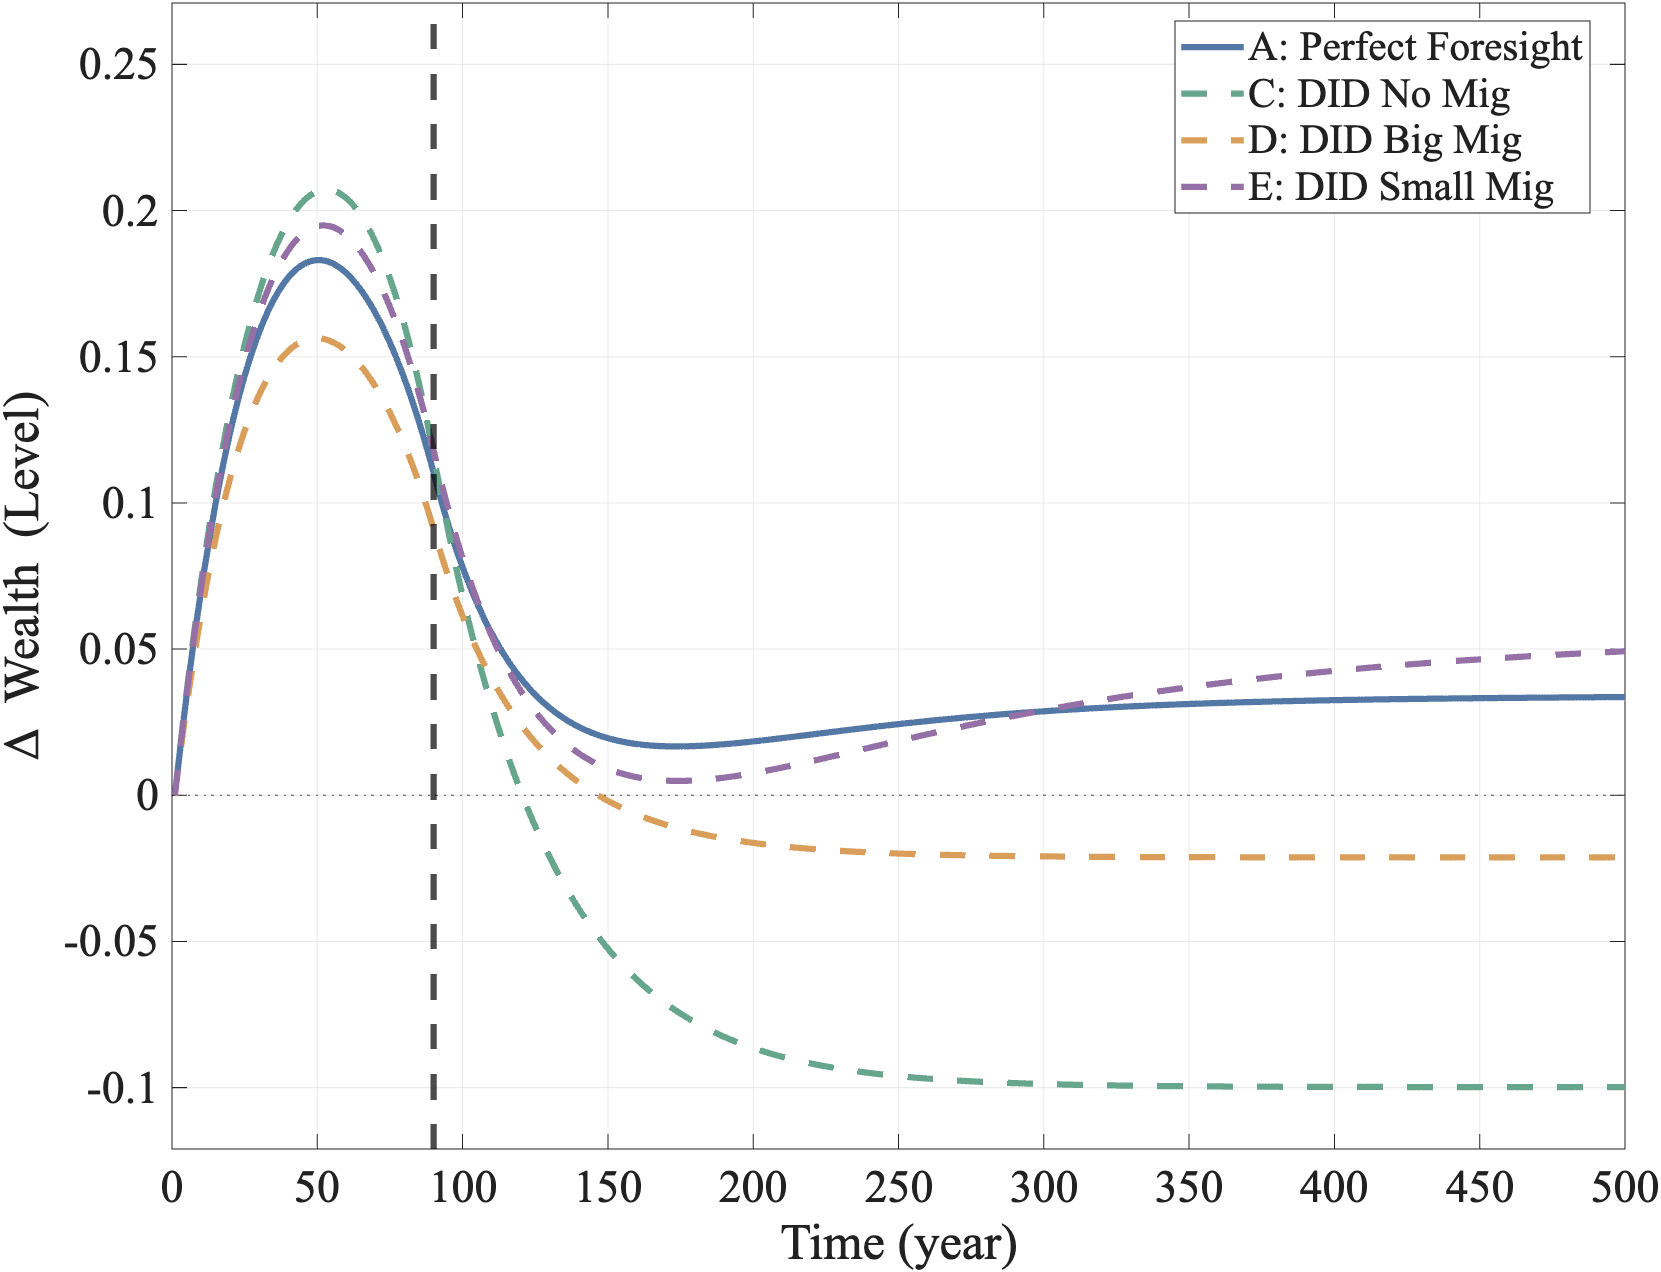 A: Perfect Foresight
C: DID No Mig
D: DID Big Mig
E: DID Small Mig
0.25
0.2
0.15
0.1
0.05
0
-0.05
-0.1
Δ Wealth (Level)
0 50 100 150 200 250 300 350 400 450 500
Time (year)